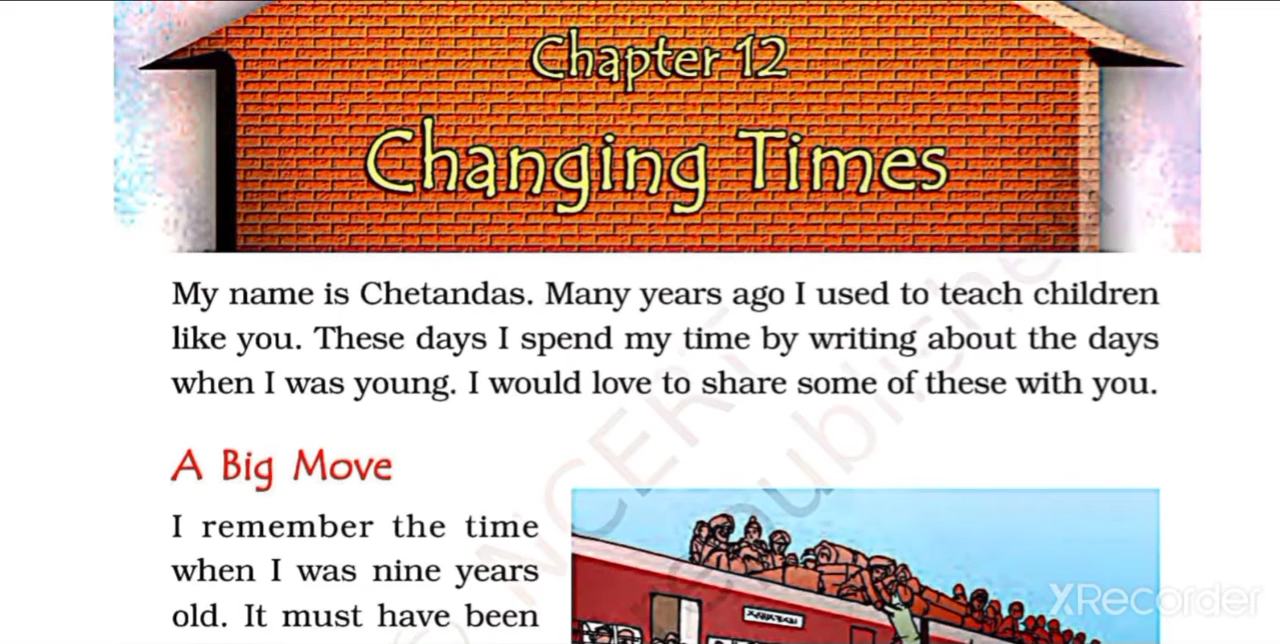 Chapter 12
Changing Times
My name is Chetandas. Many years ago I used to teach children
like you. These days I spend my time by writing about the days
when I was young. I would love to share some of these with you.
A Big Move
I remember the time
when I was nine years
old. It must have been
NCERT
republished
XRecorder